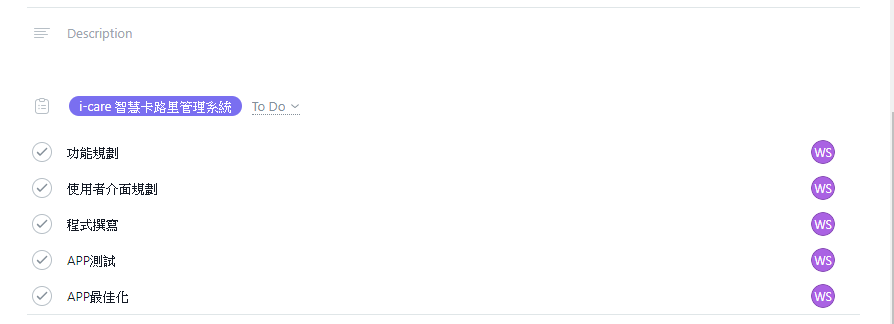 Description
i-care 智慧卡路里管理系統 To Do
功能規劃 WS
使用者介面規劃 WS
程式撰寫 WS
APP測試 WS
APP最佳化 WS